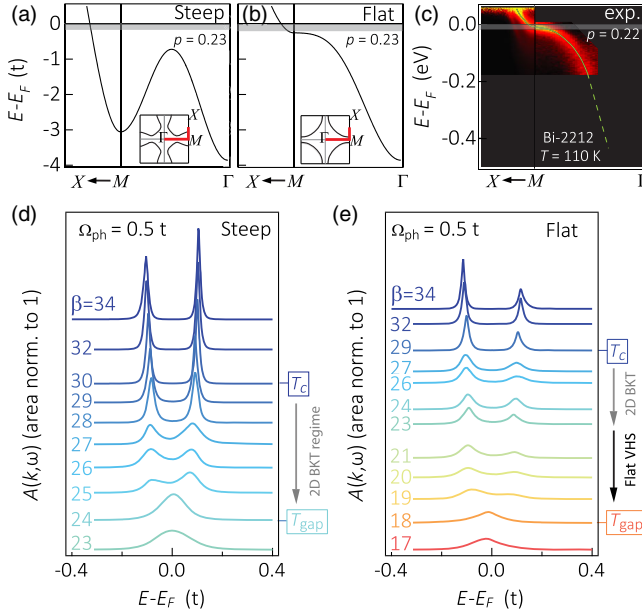 (a)
Steep
p = 0.23
E-E_F (t)
0
-1
-2
-3
-4
X
Γ
M
X ← M
Γ
(b)
Flat
p = 0.23
X
Γ
M
X ← M
Γ
(c)
exp.
p = 0.22
E-E_F (eV)
0.0
-0.2
-0.4
Bi-2212
T = 110 K
X ← M
Γ
(d)
Ω_ph = 0.5 t
Steep
A(k,ω) (area norm. to 1)
β=34
32
30
29
28
27
26
25
24
23
T_c
2D BKT regime
T_gap
-0.4
0.0
0.4
E-E_F (t)
(e)
Ω_ph = 0.5 t
Flat
A(k,ω) (area norm. to 1)
β=34
32
29
27
26
24
23
21
20
19
18
17
T_c
2D BKT
Flat VHS
T_gap
-0.4
0.0
0.4
E-E_F (t)